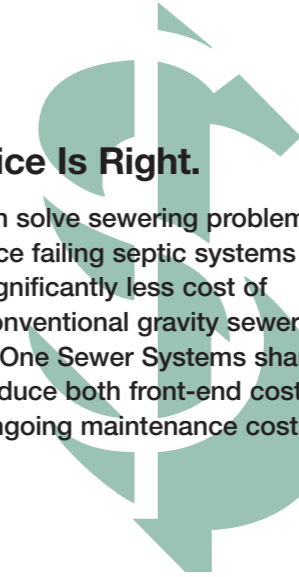 ice Is Right.
n solve sewering problem
ce failing septic systems
gnificantly less cost of
onventional gravity sewer
One Sewer Systems sha
duce both front-end cost
ngoing maintenance cost